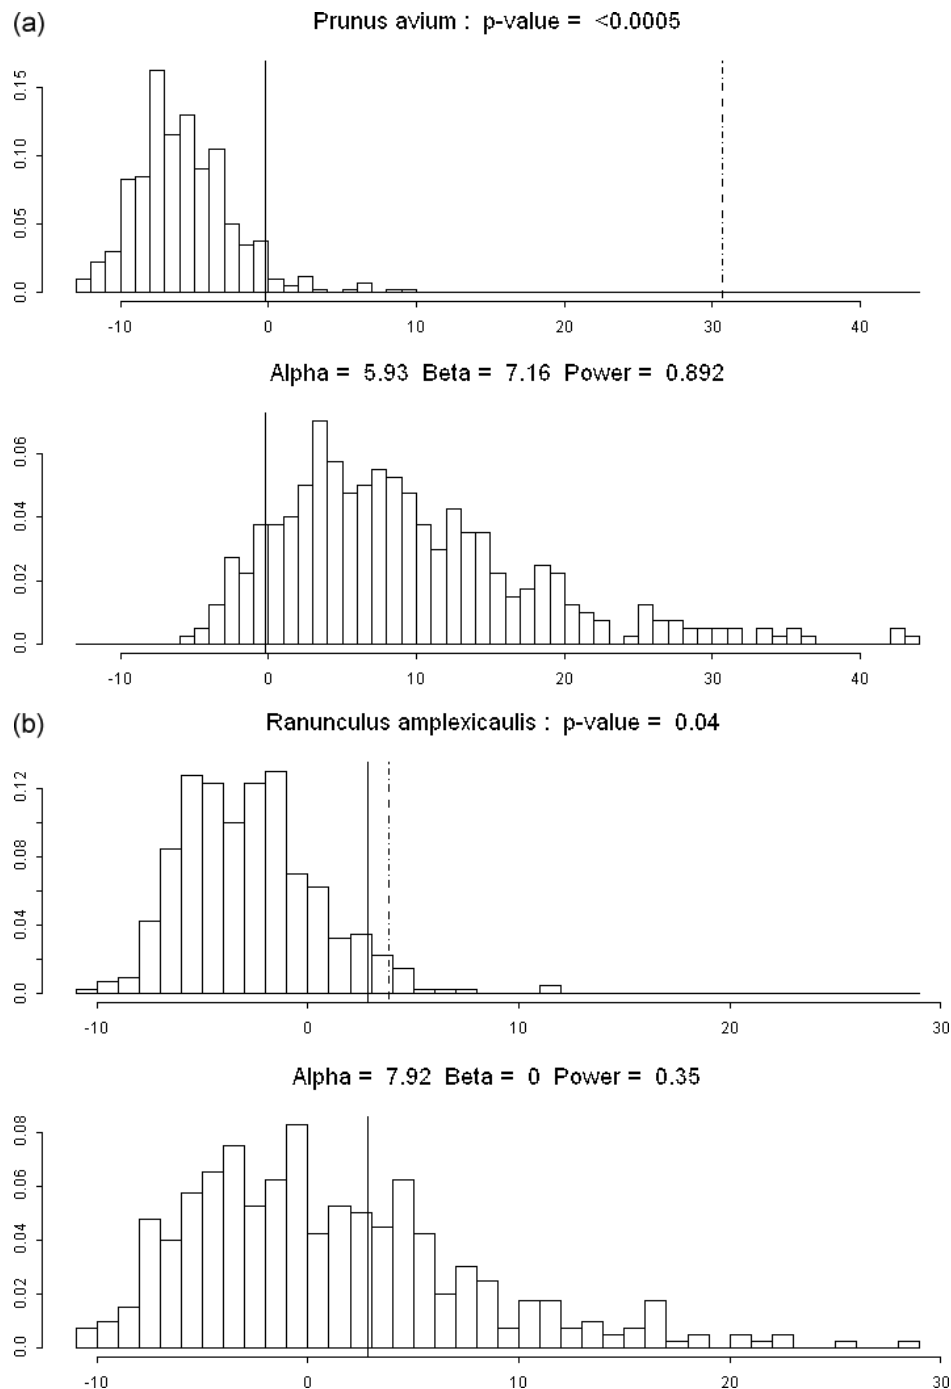 (a)
Prunus avium : p-value = <0.0005
0.15
0.10
0.05
0.0
-10 0 10 20 30 40
Alpha = 5.93 Beta = 7.16 Power = 0.892
0.06
0.04
0.02
0.0
-10 0 10 20 30 40
(b)
Ranunculus amplexicaulis : p-value = 0.04
0.12
0.08
0.04
0.0
-10 0 10 20 30
Alpha = 7.92 Beta = 0 Power = 0.35
0.08
0.06
0.04
0.02
0.0
-10 0 10 20 30